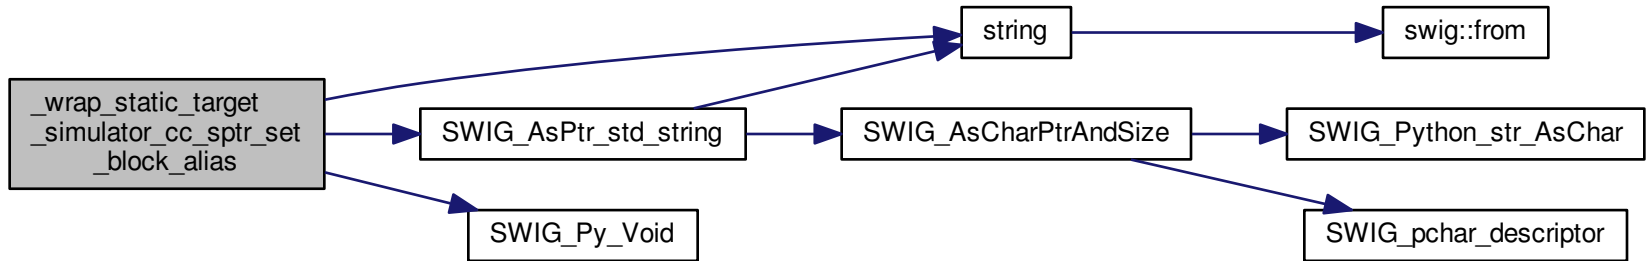 _wrap_static_target
_simulator_cc_sptr_set
_block_alias
string
swig::from
SWIG_AsPtr_std_string
SWIG_AsCharPtrAndSize
SWIG_Python_str_AsChar
SWIG_Py_Void
SWIG_pchar_descriptor